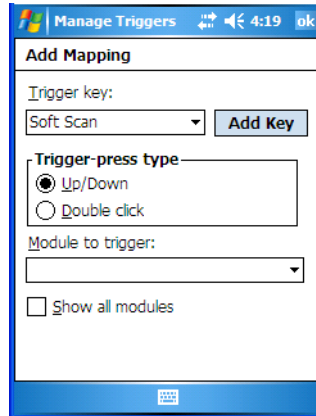 Manage Triggers 4:19 ok
Add Mapping
Trigger key:
Soft Scan Add Key
Trigger-press type
Up/Down
Double click
Module to trigger:
Show all modules